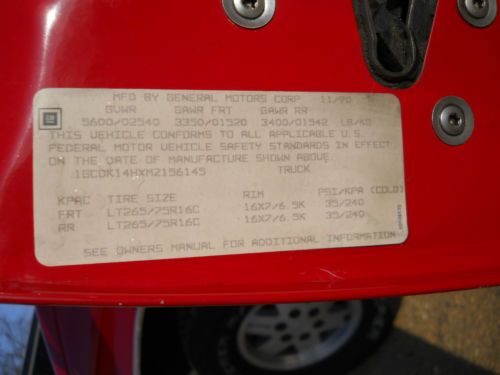 MFD BY GENERAL MOTORS CORP 11/90
GVWR GAWR FRT GAWR RR
5600/02540 3350/01520 3400/01542 LB/KG
THIS VEHICLE CONFORMS TO ALL APPLICABLE U.S.
FEDERAL MOTOR VEHICLE SAFETY STANDARDS IN EFFECT
ON THE DATE OF MANUFACTURE SHOWN ABOVE.
1GCDK14HXMZ156145 TRUCK
KPAC TIRE SIZE RIM PSI/KPA (COLD)
FRT LT265/75R16C 16X7/6.5K 35/240
RR LT265/75R16C 16X7/6.5K 35/240
SEE OWNERS MANUAL FOR ADDITIONAL INFORMATION